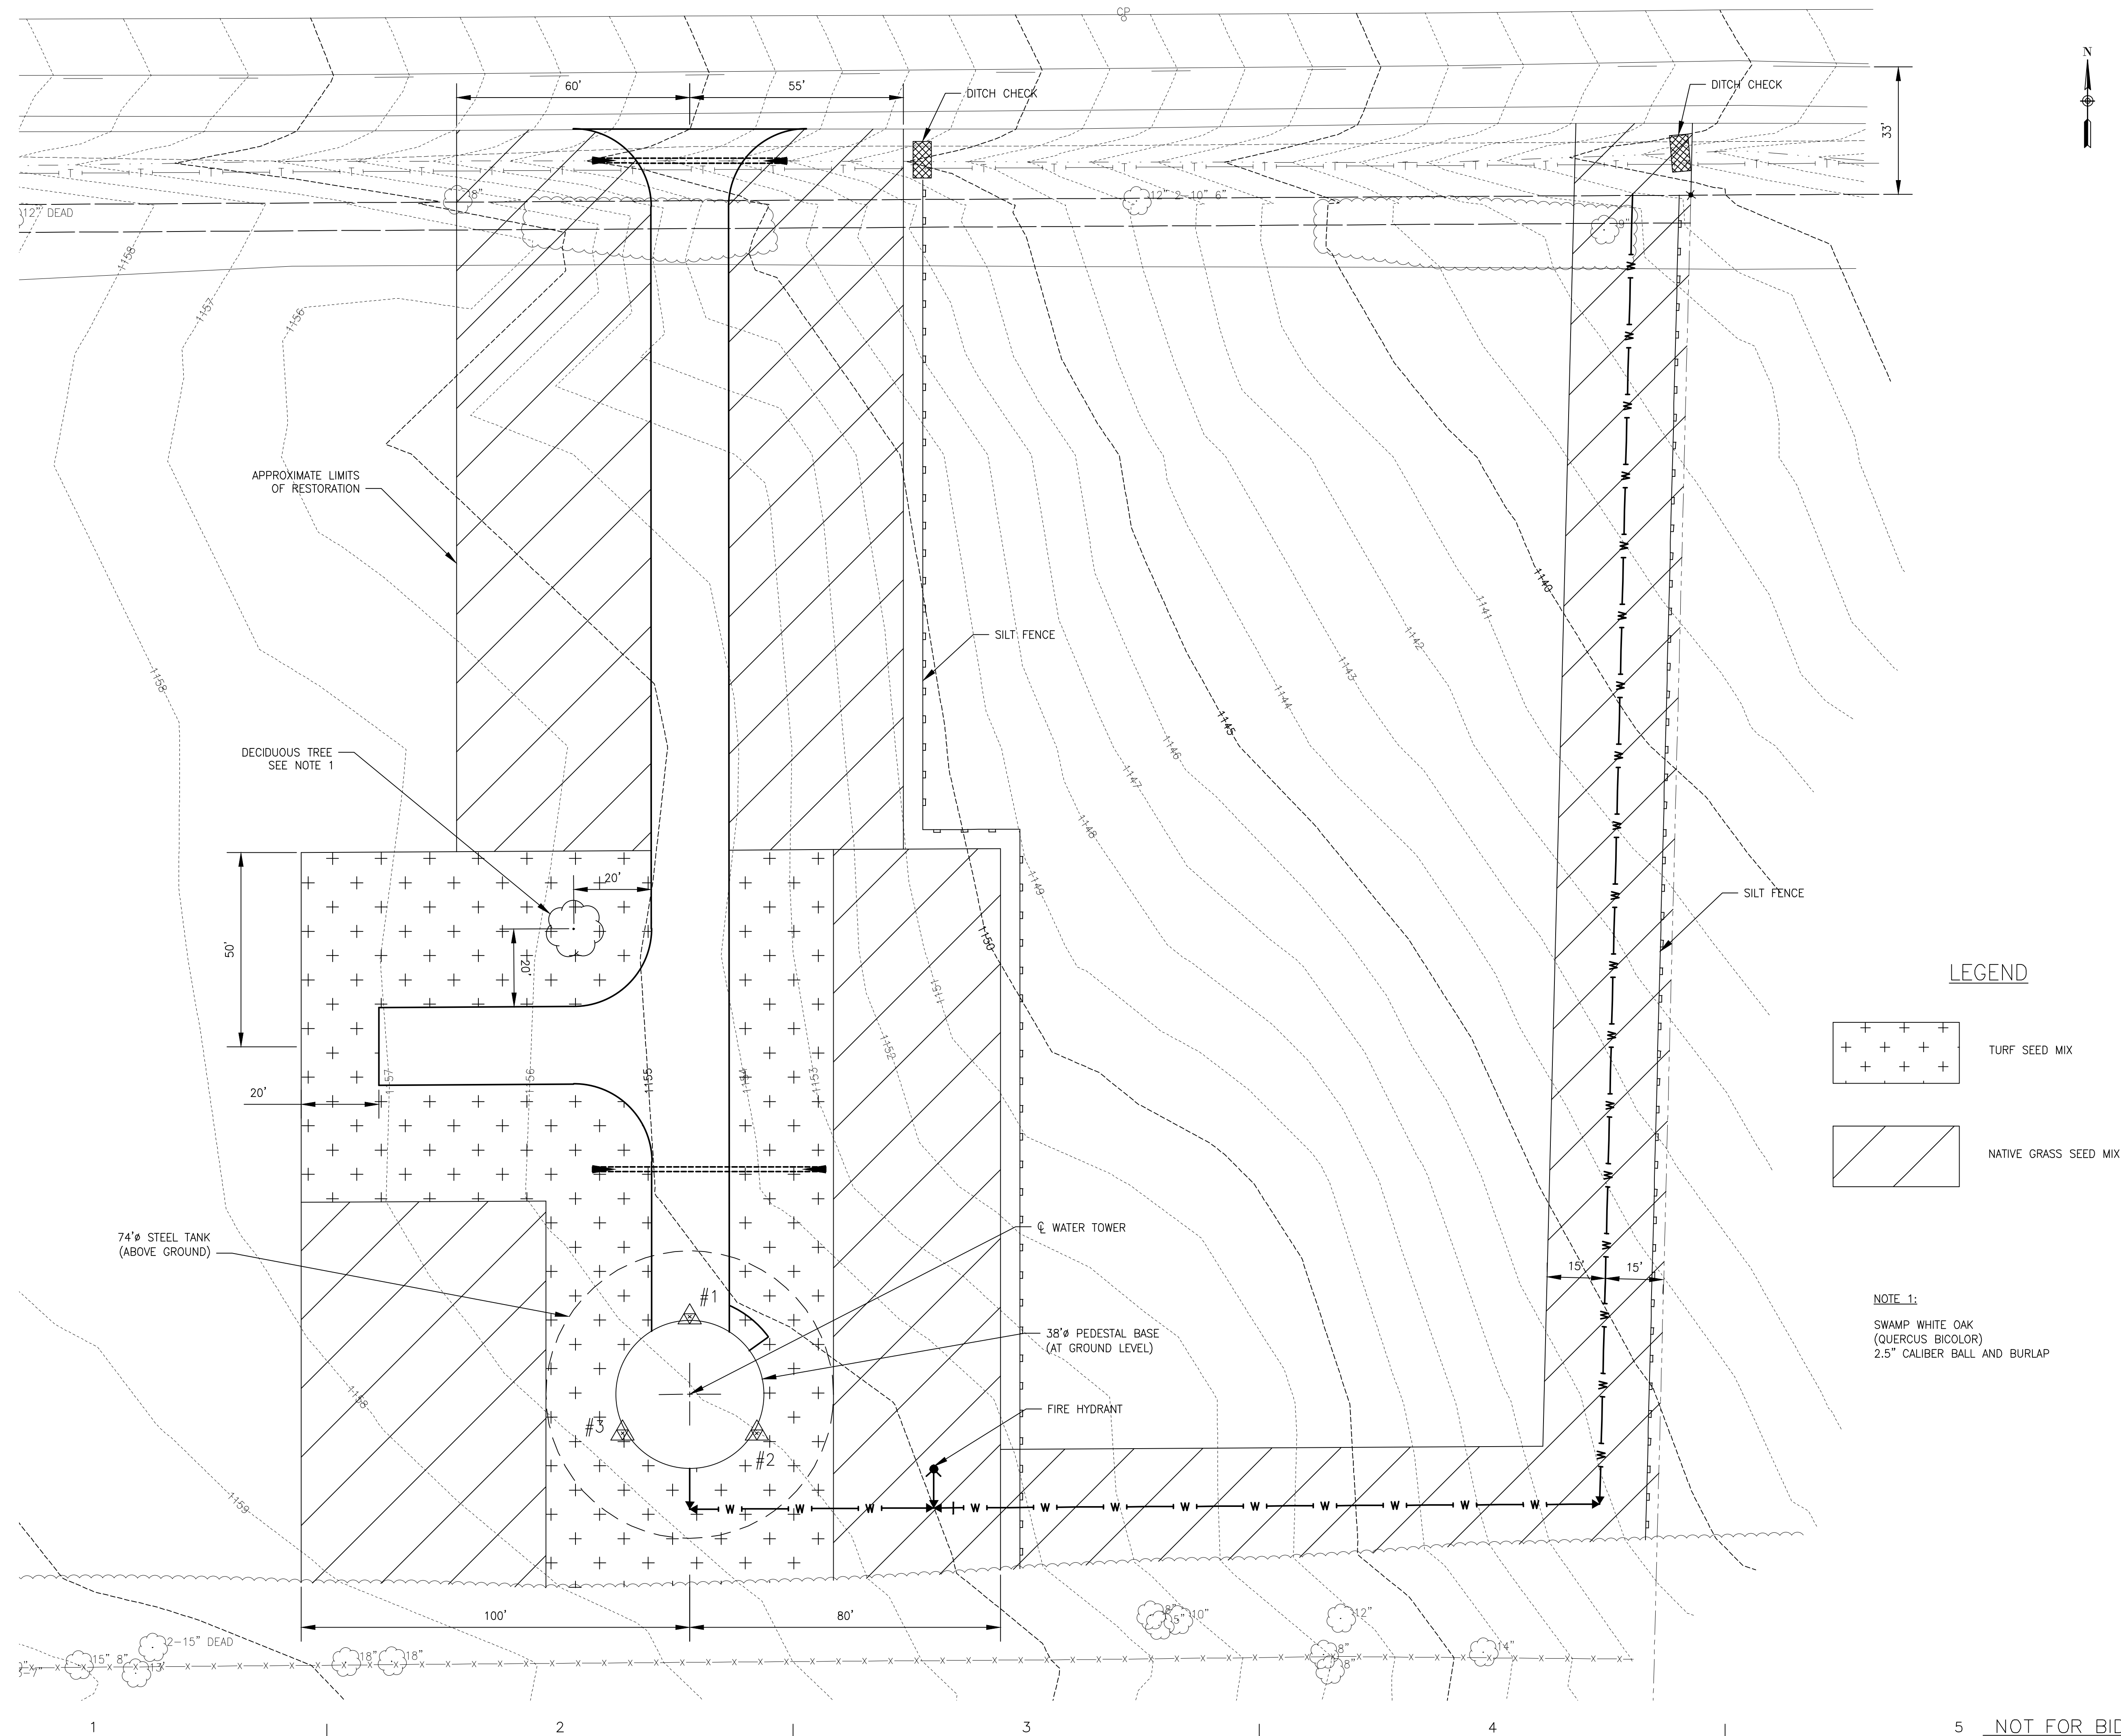 CP
N
60'
55'
DITCH CHECK
DITCH CHECK
33'
8"
12" 2-10" 6"
9"
12" DEAD
1158
1157
1156
APPROXIMATE LIMITS
OF RESTORATION
SILT FENCE
1140
1141
1142
1143
1144
1145
1146
1147
1148
1149
1150
1151
1152
1153
1155
1156
1157
1158
DECIDUOUS TREE
SEE NOTE 1
20'
20'
50'
20'
SILT FENCE
LEGEND
TURF SEED MIX
NATIVE GRASS SEED MIX
74'ø STEEL TANK
(ABOVE GROUND)
℄ WATER TOWER
#1
38'ø PEDESTAL BASE
(AT GROUND LEVEL)
FIRE HYDRANT
#3
#2
15'
15'
NOTE 1:
SWAMP WHITE OAK
(QUERCUS BICOLOR)
2.5" CALIBER BALL AND BURLAP
1158
1159
W W W W W W W W W W W W
100'
80'
8"
5"
10"
12"
14"
8"
8"
2-15" DEAD
15" 8"
13"
18"
18"
1 2 3 4 5 NOT FOR BID